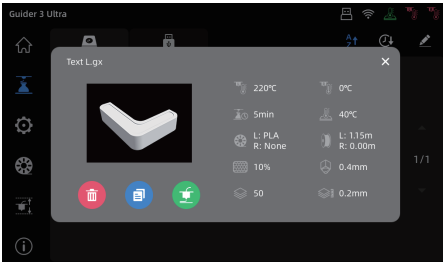 Guider 3 Ultra
Text L.gx
220℃
0℃
5min
40℃
L: PLA
R: None
L: 1.15m
R: 0.00m
10%
0.4mm
1/1
50
0.2mm